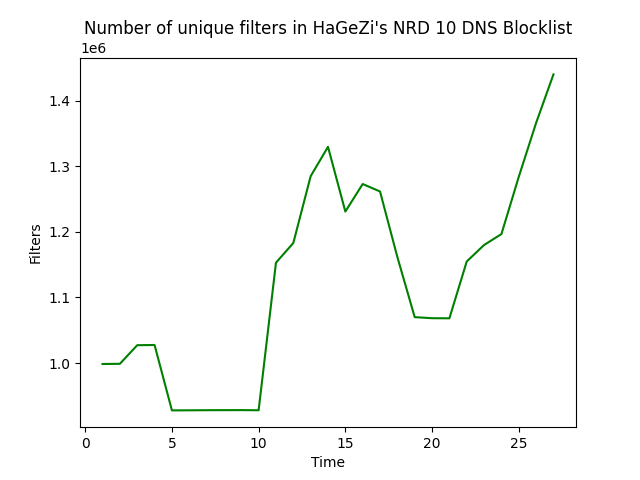 Number of unique filters in HaGeZi's NRD 10 DNS Blocklist
1e6
1.4
1.3
1.2
1.1
1.0
Filters
0 5 10 15 20 25
Time